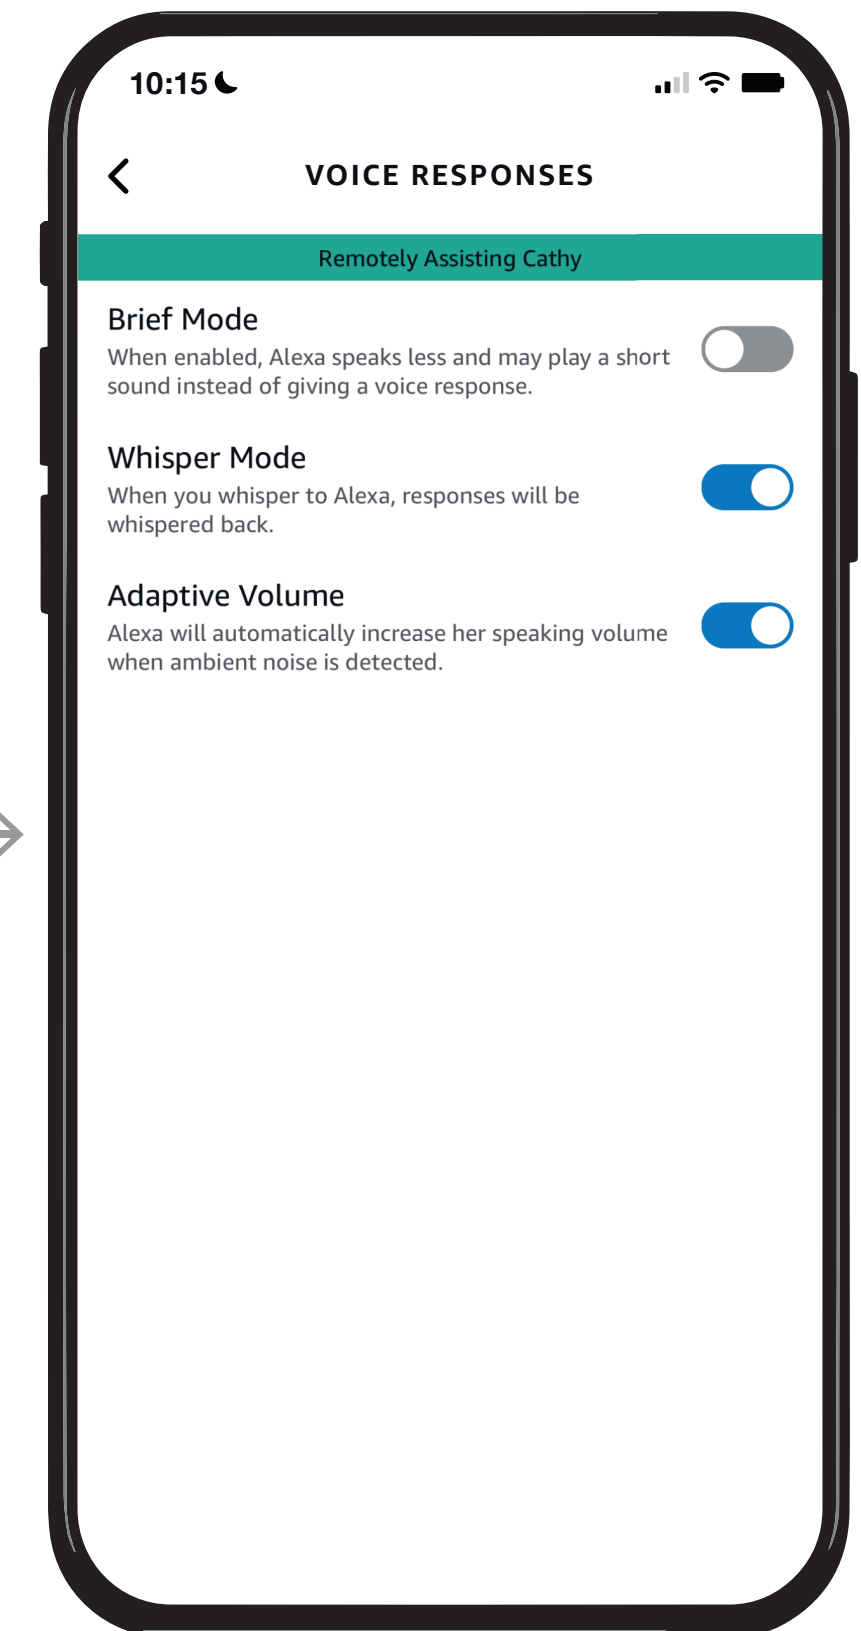 10:15
VOICE RESPONSES
Remotely Assisting Cathy
Brief Mode
When enabled, Alexa speaks less and may play a short
sound instead of giving a voice response.
Whisper Mode
When you whisper to Alexa, responses will be
whispered back.
Adaptive Volume
Alexa will automatically increase her speaking volume
when ambient noise is detected.